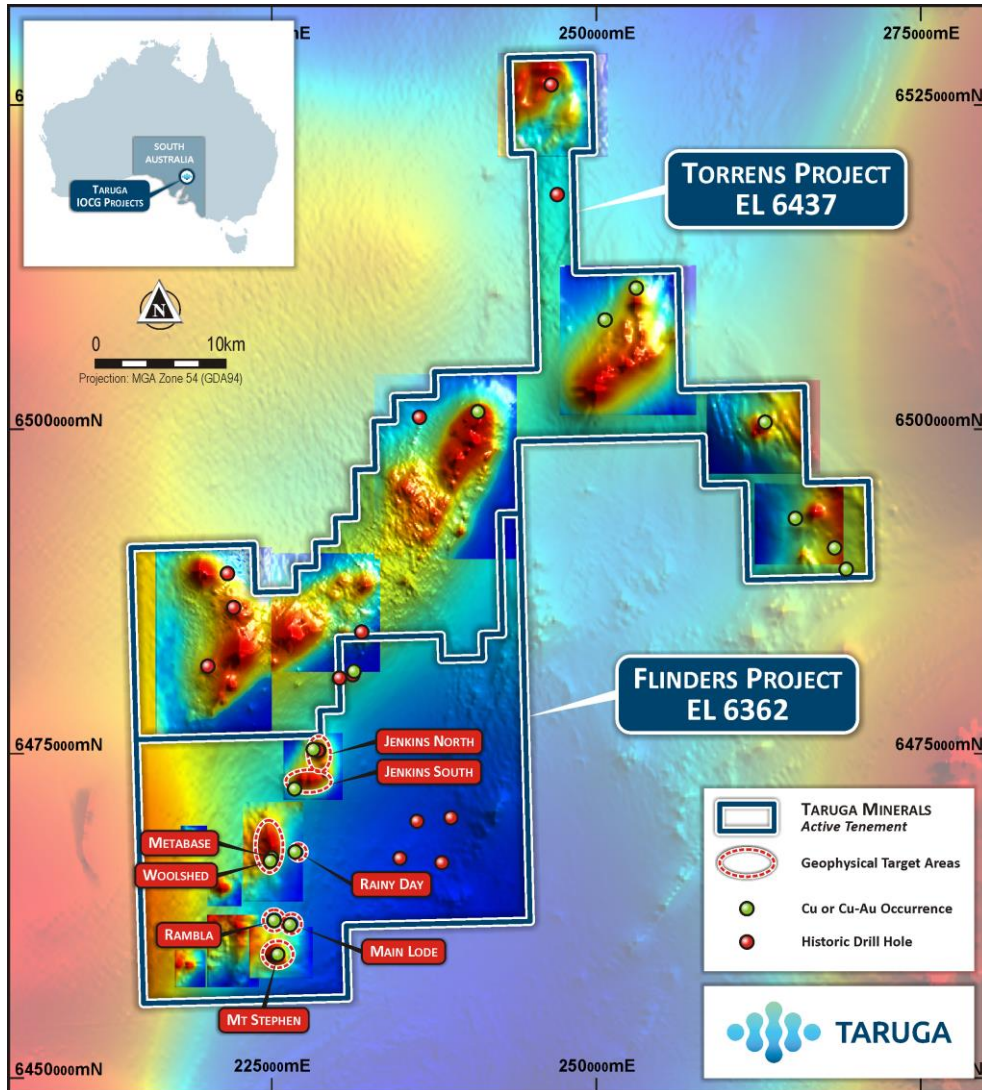 250000mE
275000mE
6525000mN
SOUTH
AUSTRALIA
TARUGA
IOCG PROJECTS
N
0 10km
Projection: MGA Zone 54 (GDA94)
TORRENS PROJECT
EL 6437
6500000mN
6500000mN
FLINDERS PROJECT
EL 6362
6475000mN
6475000mN
JENKINS NORTH
JENKINS SOUTH
METABASE
WOOLSHED
RAINY DAY
RAMBLA
MAIN LODE
MT STEPHEN
TARUGA MINERALS
Active Tenement
Geophysical Target Areas
Cu or Cu-Au Occurrence
Historic Drill Hole
TARUGA
6450000mN
225000mE
250000mE